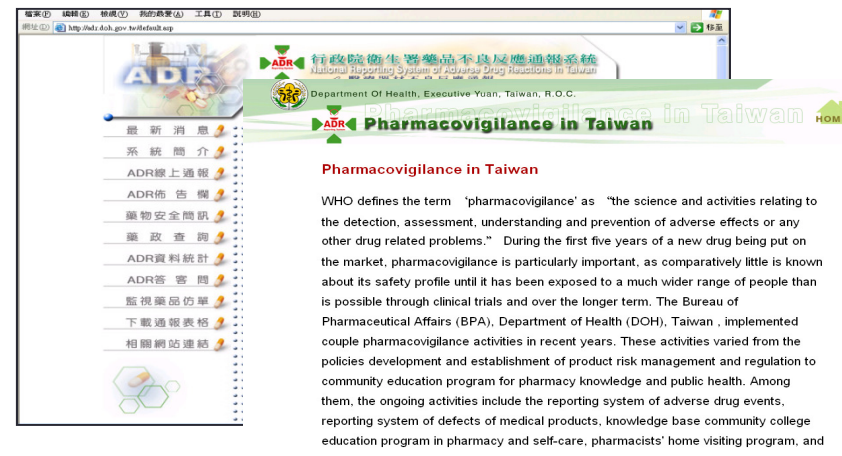 檔案(F) 編輯(E) 檢視(V) 我的最愛(A) 工具(T) 說明(H)
網址(D) http://adr.doh.gov.tw/default.asp 移至
ADR
ADR 行政院衛生署藥品不良反應通報系統
National Reporting System of Adverse Drug Reactions in Taiwan
最新消息
系統簡介
ADR線上通報
ADR佈告欄
藥物安全簡訊
藥政查詢
ADR資料統計
ADR答客問
監視藥品仿單
下載通報表格
相關網站連結
Department Of Health, Executive Yuan, Taiwan, R.O.C.
Pharmacovigilance in Taiwan
ADR Pharmacovigilance in Taiwan
HOM
Pharmacovigilance in Taiwan
WHO defines the term ‘pharmacovigilance' as “the science and activities relating to
the detection, assessment, understanding and prevention of adverse effects or any
other drug related problems.” During the first five years of a new drug being put on
the market, pharmacovigilance is particularly important, as comparatively little is known
about its safety profile until it has been exposed to a much wider range of people than
is possible through clinical trials and over the longer term. The Bureau of
Pharmaceutical Affairs (BPA), Department of Health (DOH), Taiwan , implemented
couple pharmacovigilance activities in recent years. These activities varied from the
policies development and establishment of product risk management and regulation to
community education program for pharmacy knowledge and public health. Among
them, the ongoing activities include the reporting system of adverse drug events,
reporting system of defects of medical products, knowledge base community college
education program in pharmacy and self-care, pharmacists' home visiting program, and